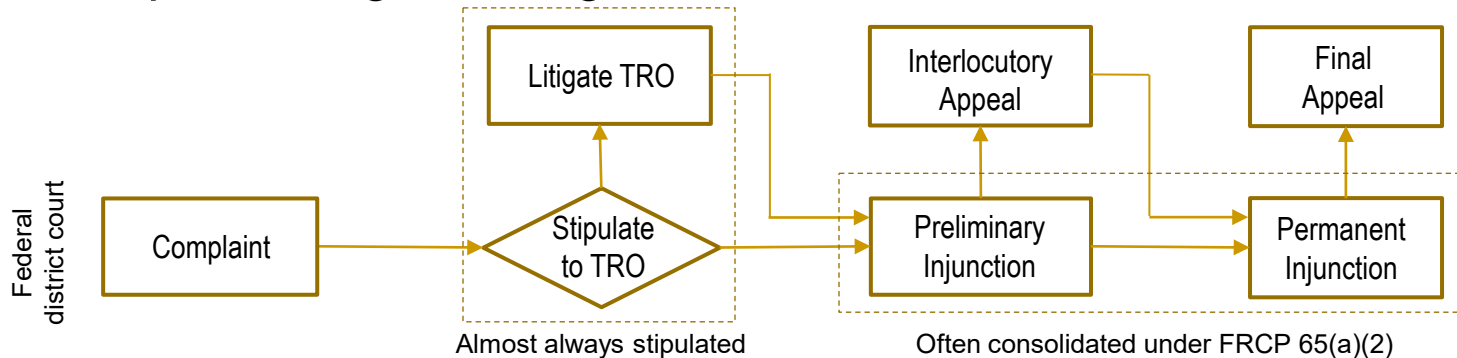 Litigate TRO
Interlocutory
Appeal
Final
Appeal
Federal
district court
Complaint
Stipulate
to TRO
Preliminary
Injunction
Permanent
Injunction
Almost always stipulated
Often consolidated under FRCP 65(a)(2)